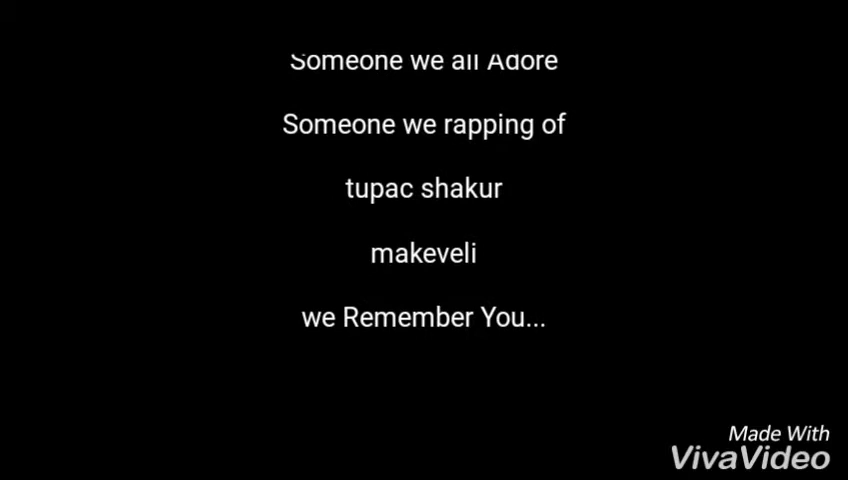 Someone we all Adore
Someone we rapping of
tupac shakur
makeveli
we Remember You...
Made With
VivaVideo